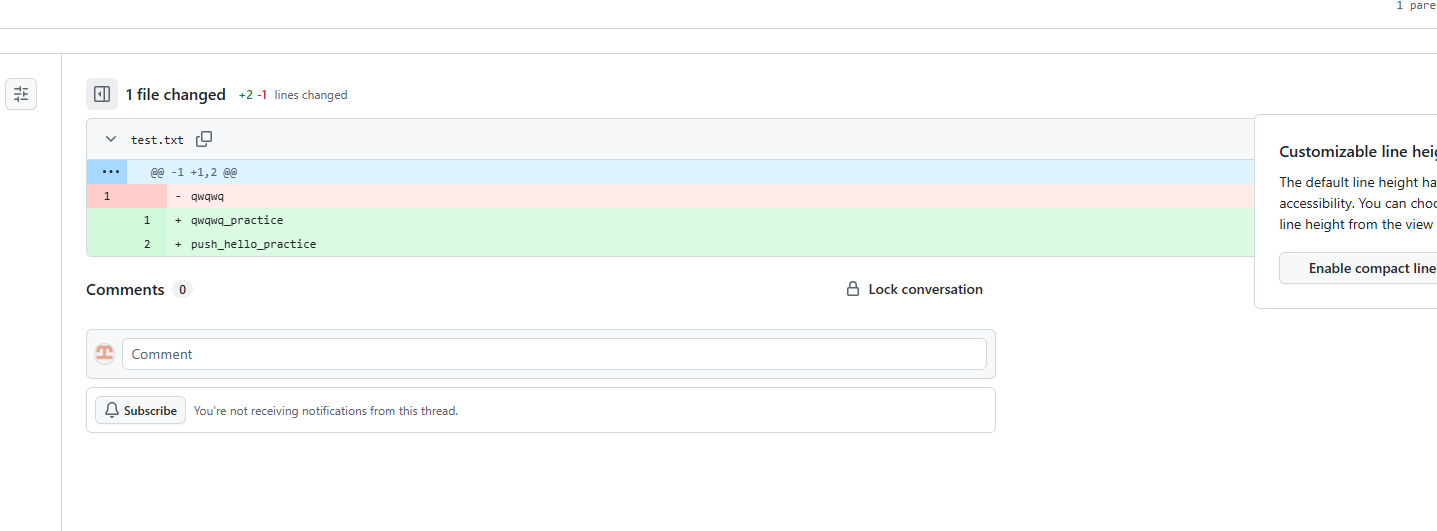 1 pare
1 file changed +2 -1 lines changed
test.txt
@@ -1 +1,2 @@
1 - qwqwq
1 + qwqwq_practice
2 + push_hello_practice
Customizable line heig
The default line height ha
accessibility. You can choo
line height from the view
Enable compact line
Comments 0
Lock conversation
Comment
Subscribe You're not receiving notifications from this thread.